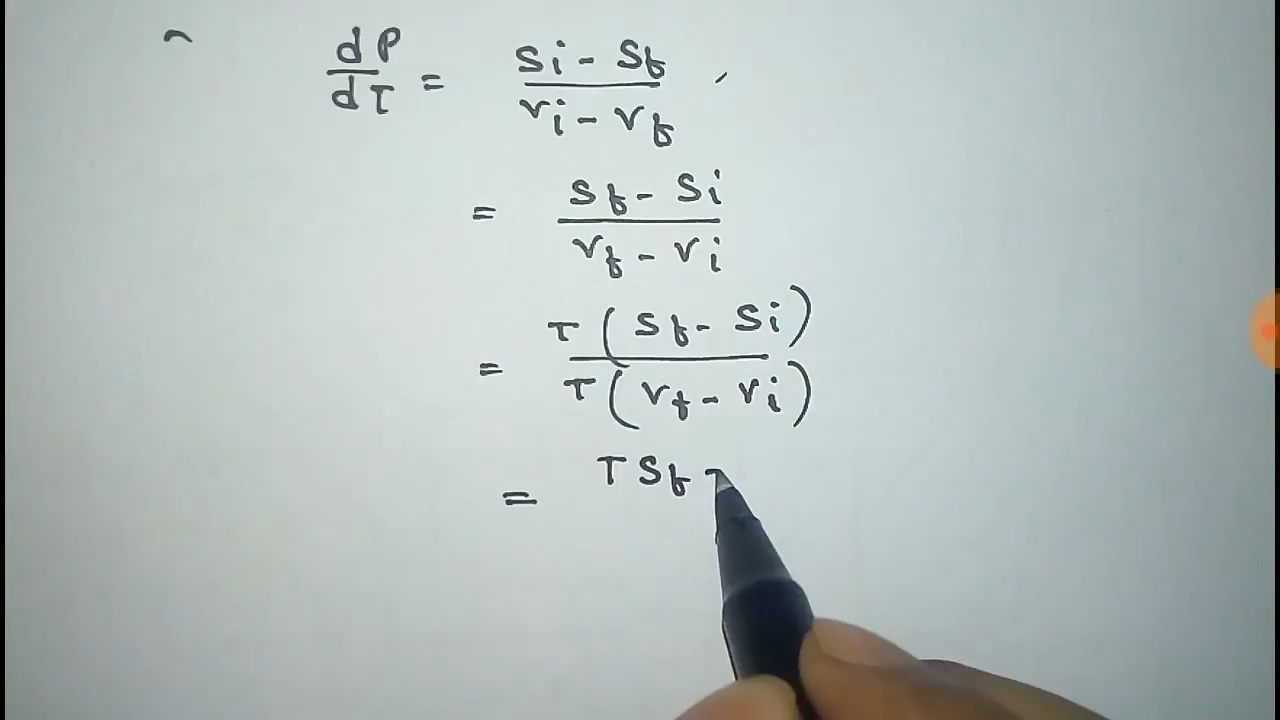 dP/dT = Si - Sf / Vi - Vf ,
= Sf - Si / Vf - Vi
= T ( Sf - Si ) / T ( Vf - Vi )
= T Sf -